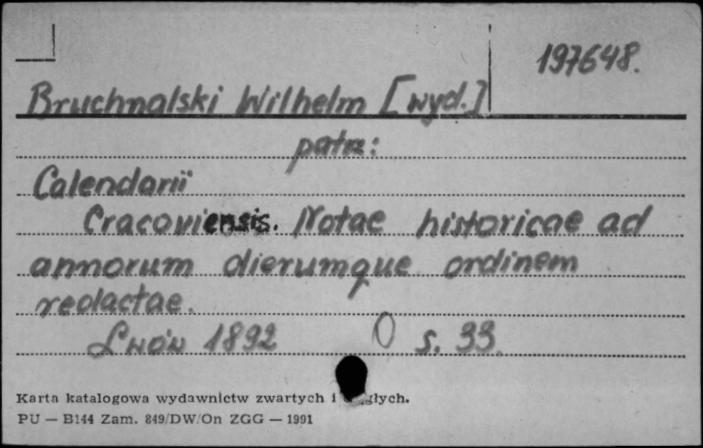 197648.
Bruchnalski Wilhelm [wyd.]
patrz:
Calendarii
Cracoviensis. Notae historicae ad
annorum dierumque ordinem
redactae.
Lwów 1892 O s. 33
Karta katalogowa wydawnictw zwartych i
PU — B144 Zam. 849/DW/On ZGG — 1991